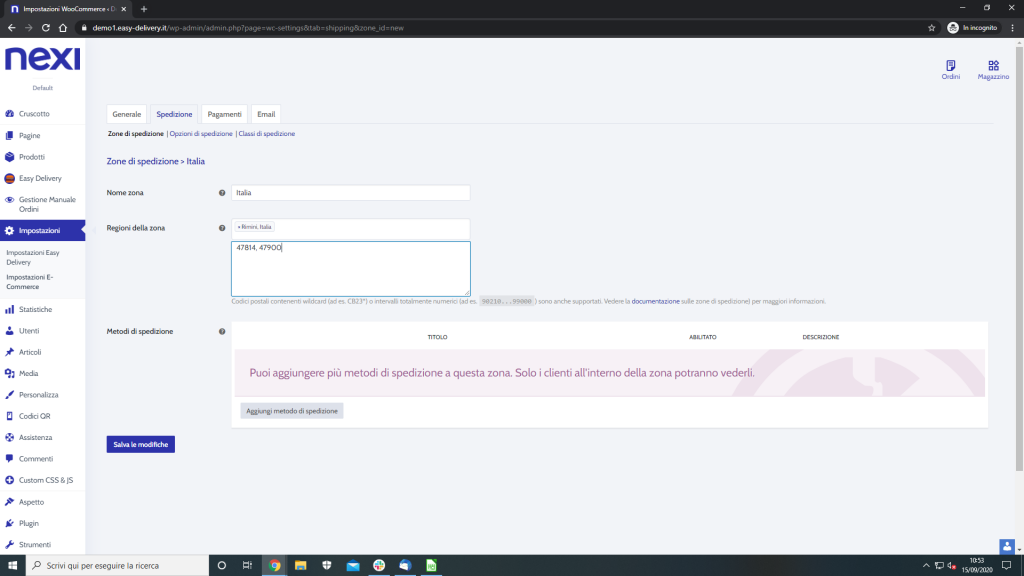 Impostazioni WooCommerce ‹ De
demo1.easy-delivery.it/wp-admin/admin.php?page=wc-settings&tab=shipping&zone_id=new
In incognito
nexi
Default
Ordini
Magazzino
Cruscotto
Pagine
Prodotti
Easy Delivery
Gestione Manuale
Ordini
Impostazioni
Impostazioni Easy
Delivery
Impostazioni E-
Commerce
Statistiche
Utenti
Articoli
Media
Personalizza
Codici QR
Assistenza
Commenti
Custom CSS & JS
Aspetto
Plugin
Strumenti
Generale
Spedizione
Pagamenti
Email
Zone di spedizione | Opzioni di spedizione | Classi di spedizione
Zone di spedizione > Italia
Nome zona
Italia
Regioni della zona
× Rimini, Italia
47814, 47900
Codici postali contenenti wildcard (ad es. CB23*) o intervalli totalmente numerici (ad es. 90210...99000 ) sono anche supportati. Vedere la documentazione sulle zone di spedizione) per maggiori informazioni.
Metodi di spedizione
TITOLO
ABILITATO
DESCRIZIONE
Puoi aggiungere più metodi di spedizione a questa zona. Solo i clienti all'interno della zona potranno vederli.
Aggiungi metodo di spedizione
Salva le modifiche
Scrivi qui per eseguire la ricerca
10:53
15/09/2020